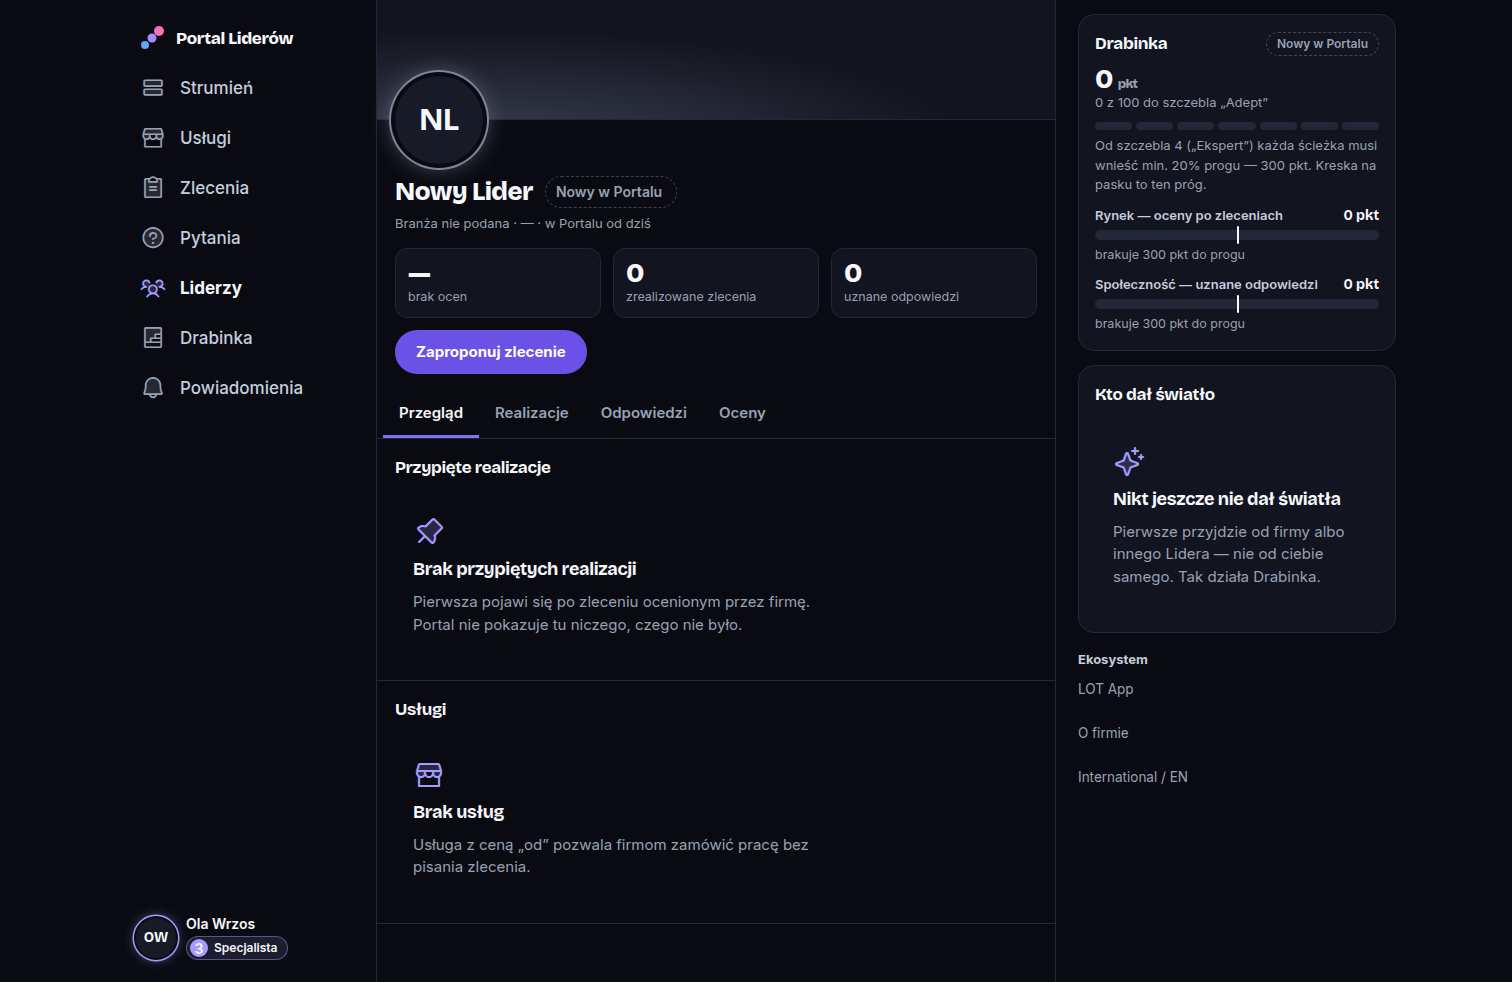 Portal Liderów
Strumień
Usługi
Zlecenia
Pytania
Liderzy
Drabinka
Powiadomienia
OW
Ola Wrzos
3 Specjalista
NL
Nowy Lider
Nowy w Portalu
Branża nie podana · — · w Portalu od dziś
—
brak ocen
0
zrealizowane zlecenia
0
uznane odpowiedzi
Zaproponuj zlecenie
Przegląd
Realizacje
Odpowiedzi
Oceny
Przypięte realizacje
Brak przypiętych realizacji
Pierwsza pojawi się po zleceniu ocenionym przez firmę.
Portal nie pokazuje tu niczego, czego nie było.
Usługi
Brak usług
Usługa z ceną „od” pozwala firmom zamówić pracę bez
pisania zlecenia.
Drabinka
Nowy w Portalu
0 pkt
0 z 100 do szczebla „Adept”
Od szczebla 4 („Ekspert”) każda ścieżka musi
wnieść min. 20% progu — 300 pkt. Kreska na
pasku to ten próg.
Rynek — oceny po zleceniach
0 pkt
brakuje 300 pkt do progu
Społeczność — uznane odpowiedzi
0 pkt
brakuje 300 pkt do progu
Kto dał światło
Nikt jeszcze nie dał światła
Pierwsze przyjdzie od firmy albo
innego Lidera — nie od ciebie
samego. Tak działa Drabinka.
Ekosystem
LOT App
O firmie
International / EN